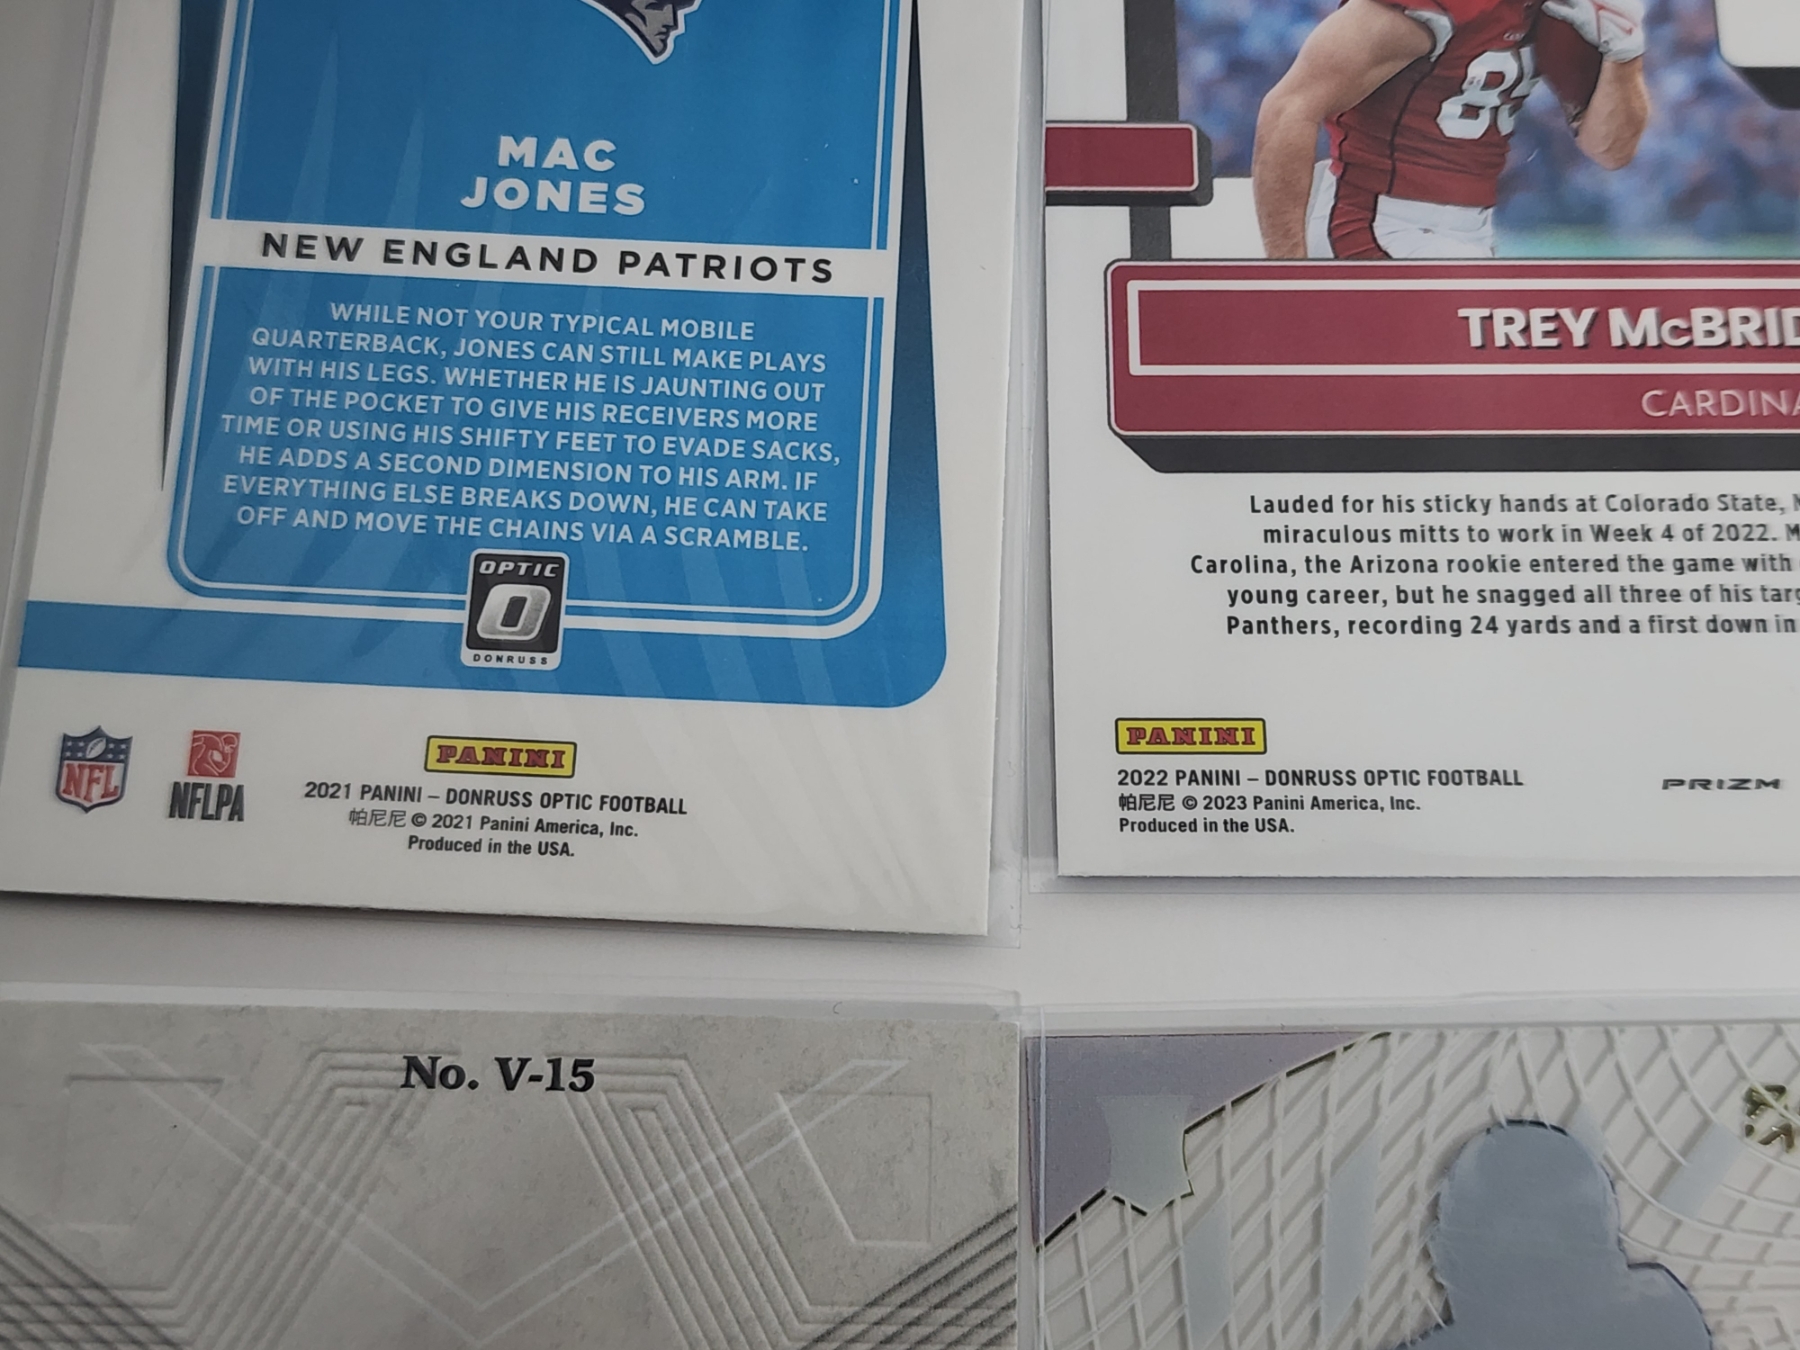 MAC
JONES
NEW ENGLAND PATRIOTS
WHILE NOT YOUR TYPICAL MOBILE
QUARTERBACK, JONES CAN STILL MAKE PLAYS
WITH HIS LEGS. WHETHER HE IS JAUNTING OUT
OF THE POCKET TO GIVE HIS RECEIVERS MORE
TIME OR USING HIS SHIFTY FEET TO EVADE SACKS,
HE ADDS A SECOND DIMENSION TO HIS ARM. IF
EVERYTHING ELSE BREAKS DOWN, HE CAN TAKE
OFF AND MOVE THE CHAINS VIA A SCRAMBLE.
OPTIC
O
DONRUSS
NFL
NFLPA
PANINI
2021 PANINI – DONRUSS OPTIC FOOTBALL
帕尼尼 © 2021 Panini America, Inc.
Produced in the USA.
85
TREY McBRID
CARDINA
Lauded for his sticky hands at Colorado State,
miraculous mitts to work in Week 4 of 2022.
Carolina, the Arizona rookie entered the game with
young career, but he snagged all three of his targ
Panthers, recording 24 yards and a first down in
PANINI
2022 PANINI – DONRUSS OPTIC FOOTBALL
帕尼尼 © 2023 Panini America, Inc.
Produced in the USA.
PRIZM
No. V-15